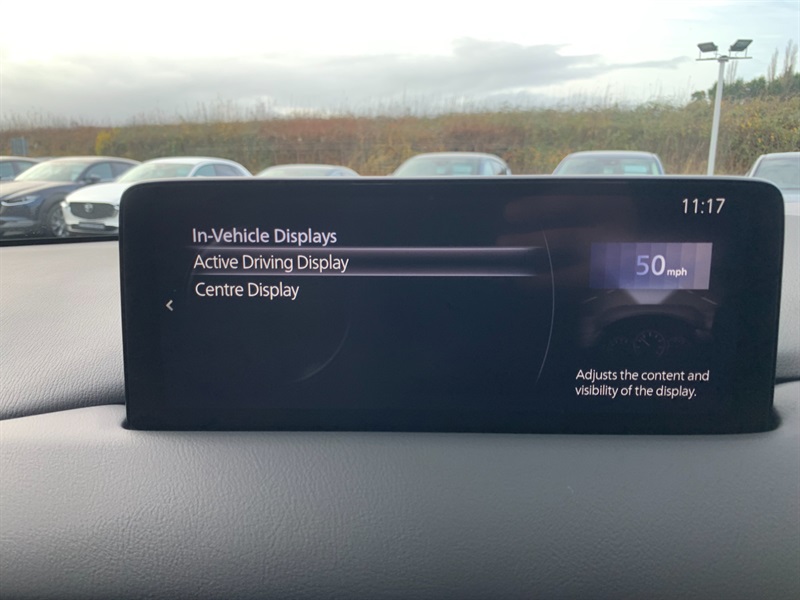 11:17
In-Vehicle Displays
Active Driving Display
Centre Display
50 mph
Adjusts the content and
visibility of the display.